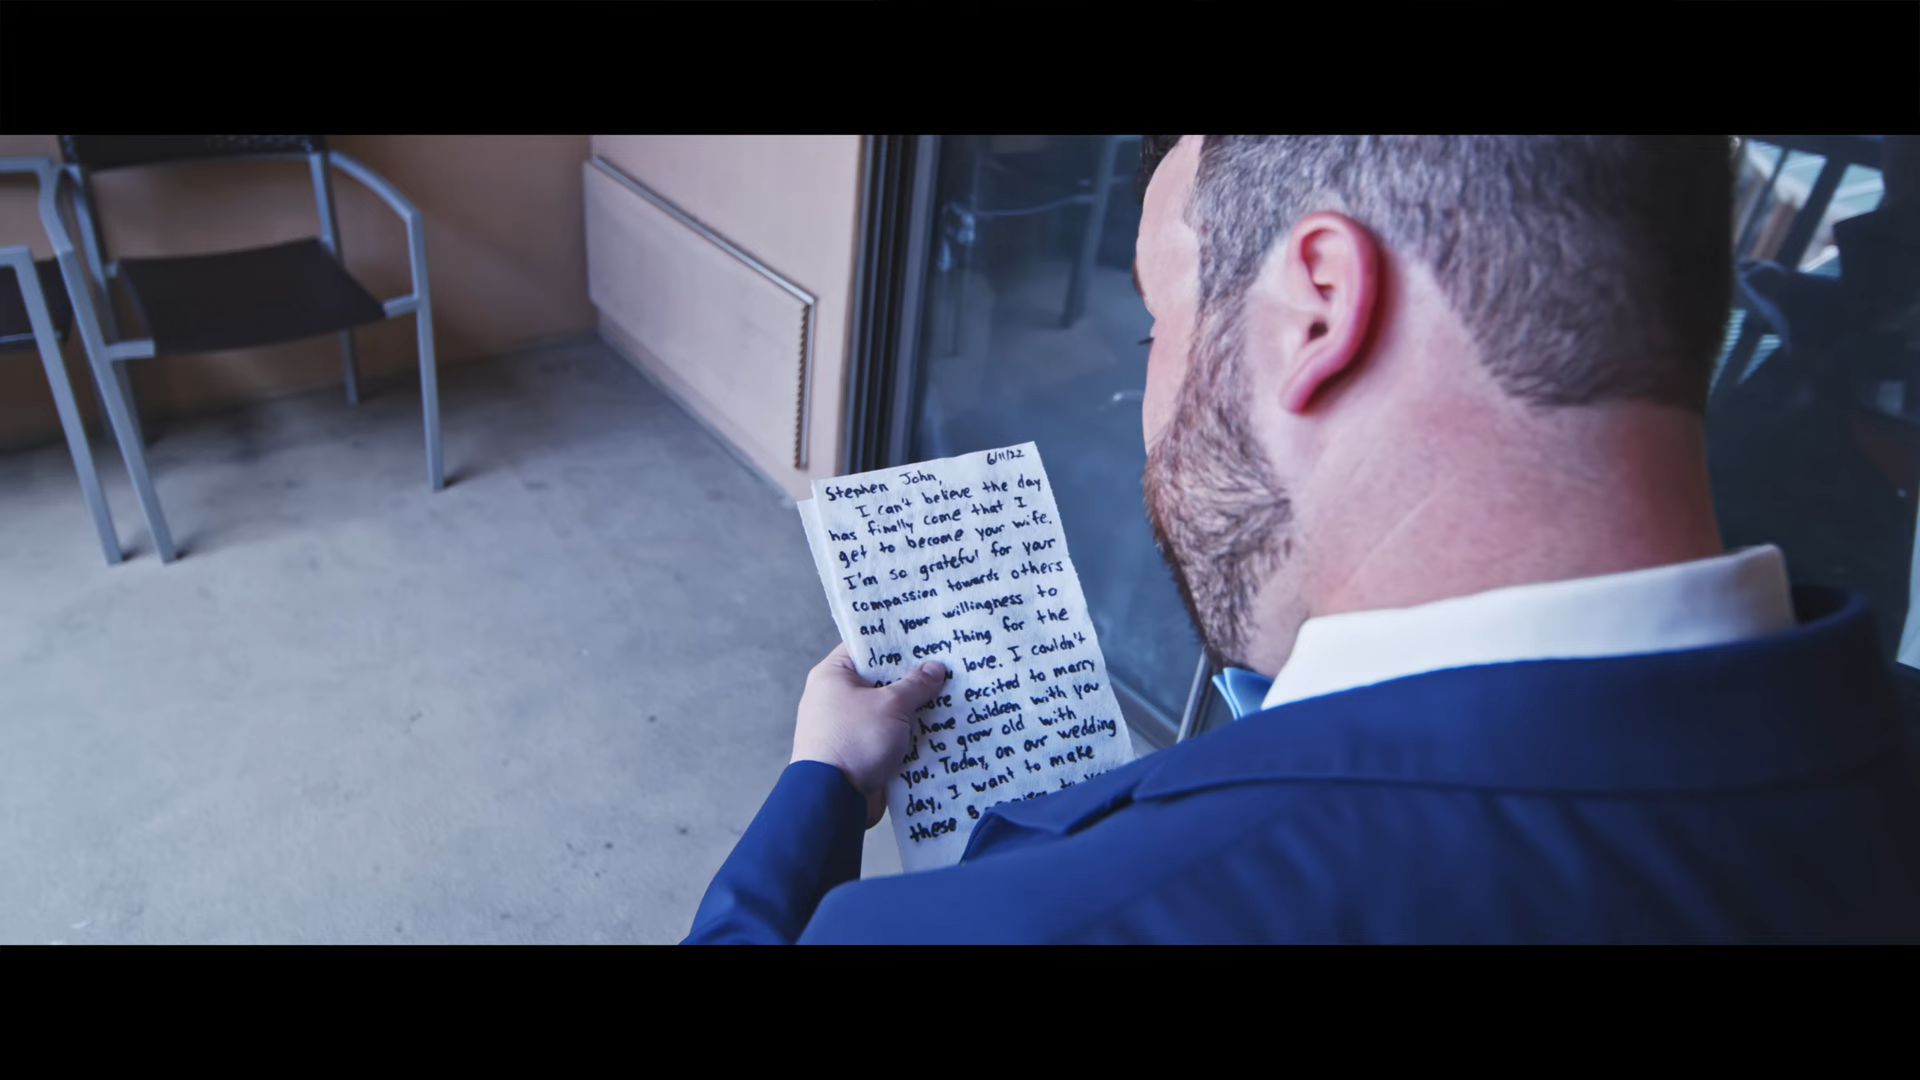 6/11/22
Stephen John,
I can't believe the day
has finally come that I
get to become your wife.
I'm so grateful for your
compassion towards others
and your willingness to
drop everything for the
love. I couldn't
more excited to marry
have children with you
to grow old with
you. Today, on our wedding
day, I want to make
these 8